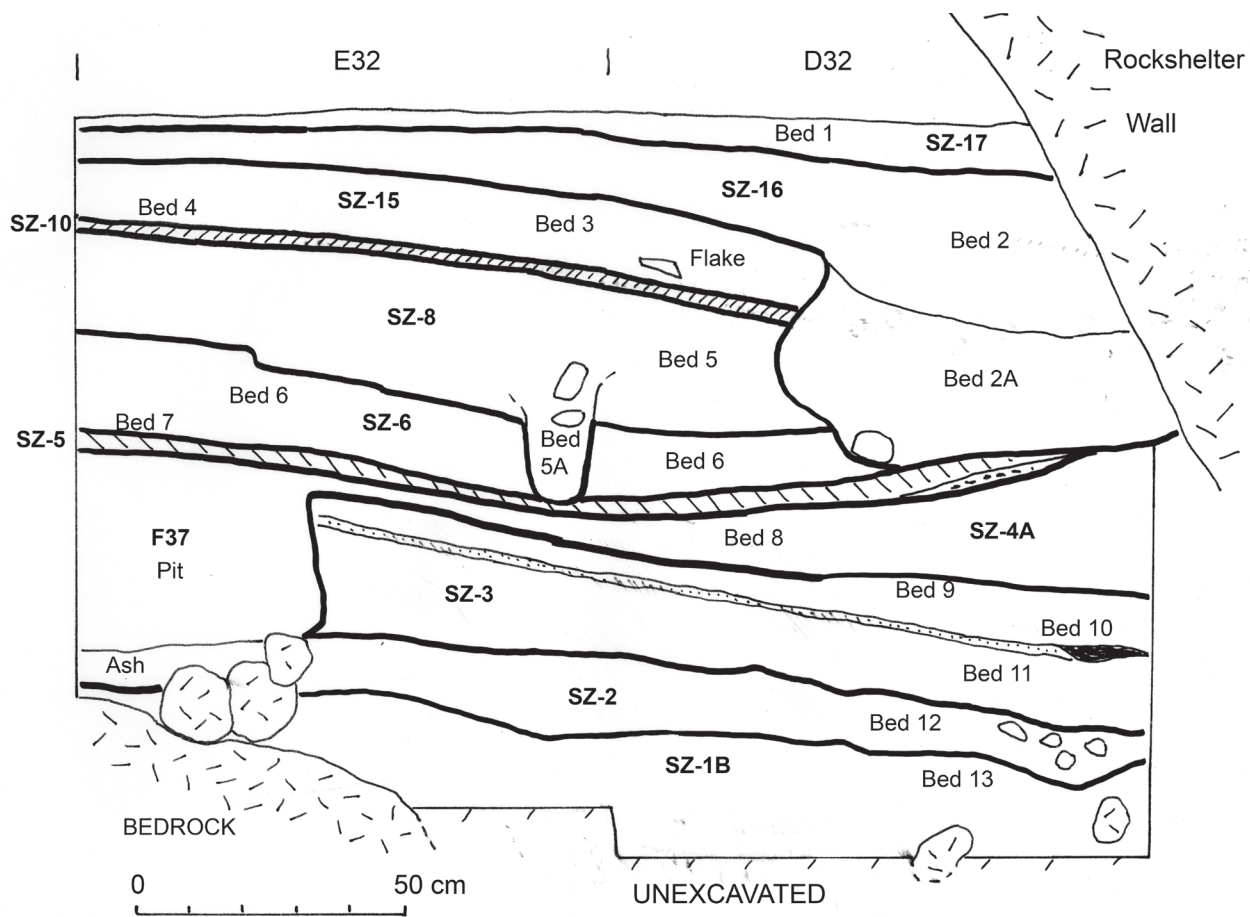 E32
D32
Rockshelter
Wall
Bed 1
SZ-17
SZ-16
SZ-15
Bed 4
Bed 3
SZ-10
Bed 2
Flake
SZ-8
Bed 5
Bed 2A
Bed 6
SZ-6
Bed 7
SZ-5
Bed
5A
Bed 6
F37
Pit
Bed 8
SZ-4A
SZ-3
Bed 9
Bed 10
Ash
Bed 11
SZ-2
Bed 12
SZ-1B
Bed 13
BEDROCK
0
50 cm
UNEXCAVATED